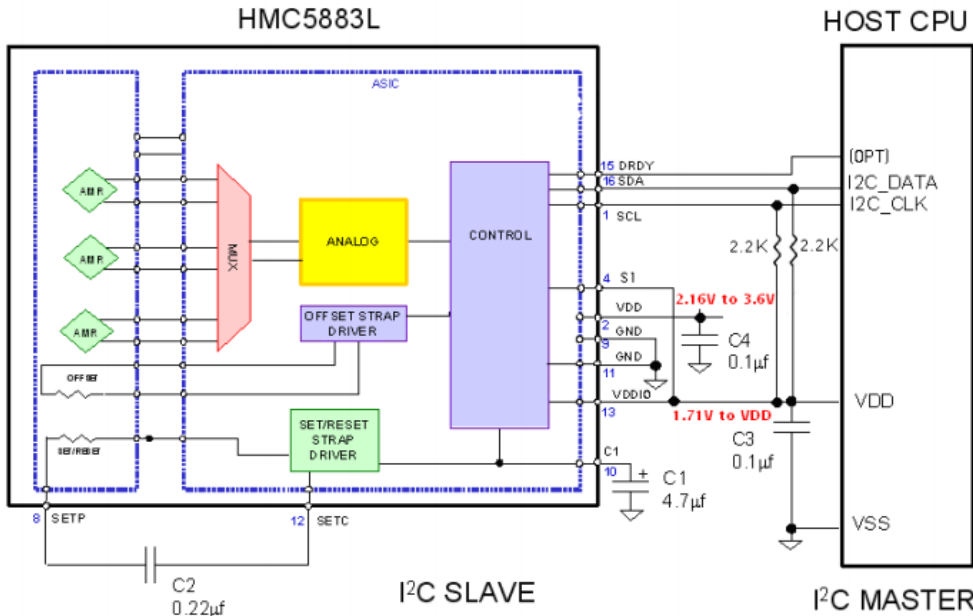 HMC5883L
HOST CPU
ASIC
AMR
AMR
AMR
MUX
ANALOG
CONTROL
OFFSET STRAP
DRIVER
OFFSET
SET/RESET
SET/RESET
STRAP
DRIVER
15 DRDY
16 SDA
1 SCL
(OPT)
I2C_DATA
I2C_CLK
2.2K
2.2K
4 S1
VDD
2
2.16V to 3.6V
GND
9
C4
0.1µf
GND
11
VDDIO
13
1.71V to VDD
VDD
C3
0.1µf
C1
10
+
C1
4.7µf
VSS
8 SETP
12 SETC
C2
0.22µf
I²C SLAVE
I²C MASTER